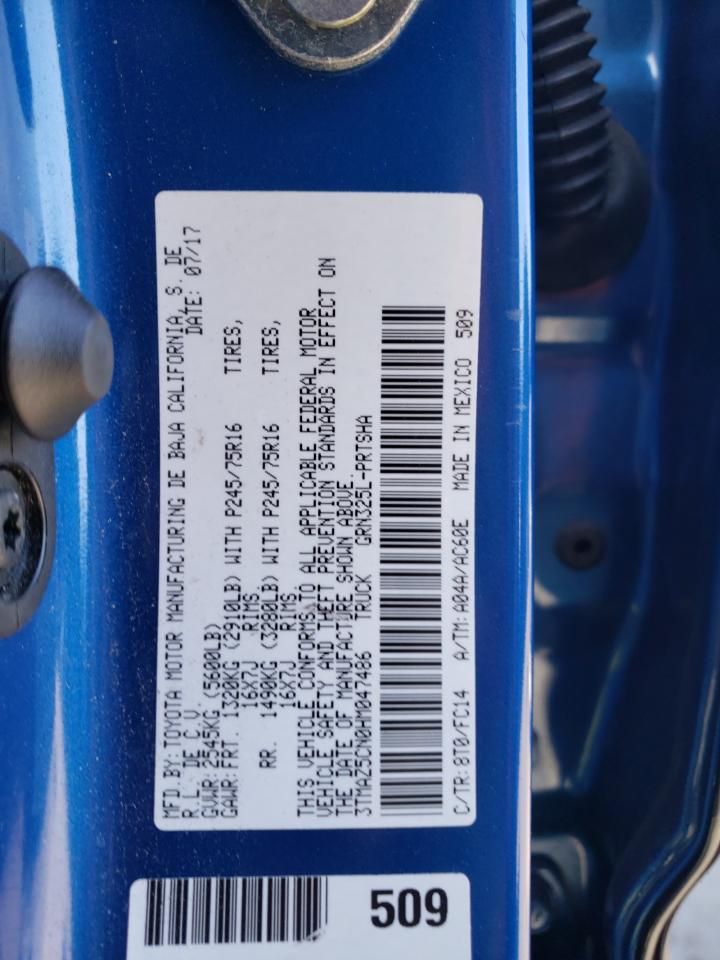 MFD.BY:TOYOTA MOTOR MANUFACTURING DE BAJA CALIFORNIA, S. DE
R.L. DE C.V. DATE: 07/17
GVWR:2545KG (5600LB)
GAWR:FRT. 1320KG (2910LB) WITH P245/75R16 TIRES,
16X7J RIMS
RR. 1490KG (3280LB) WITH P245/75R16 TIRES,
16X7J RIMS
THIS VEHICLE CONFORMS TO ALL APPLICABLE FEDERAL MOTOR
VEHICLE SAFETY AND THEFT PREVENTION STANDARDS IN EFFECT ON
THE DATE OF MANUFACTURE SHOWN ABOVE.
3TMAZ5CN0HM047486 TRUCK GRN325L-PRTSHA
C/TR:8T0/FC14 A/TM:A04A/AC60E MADE IN MEXICO 509
509